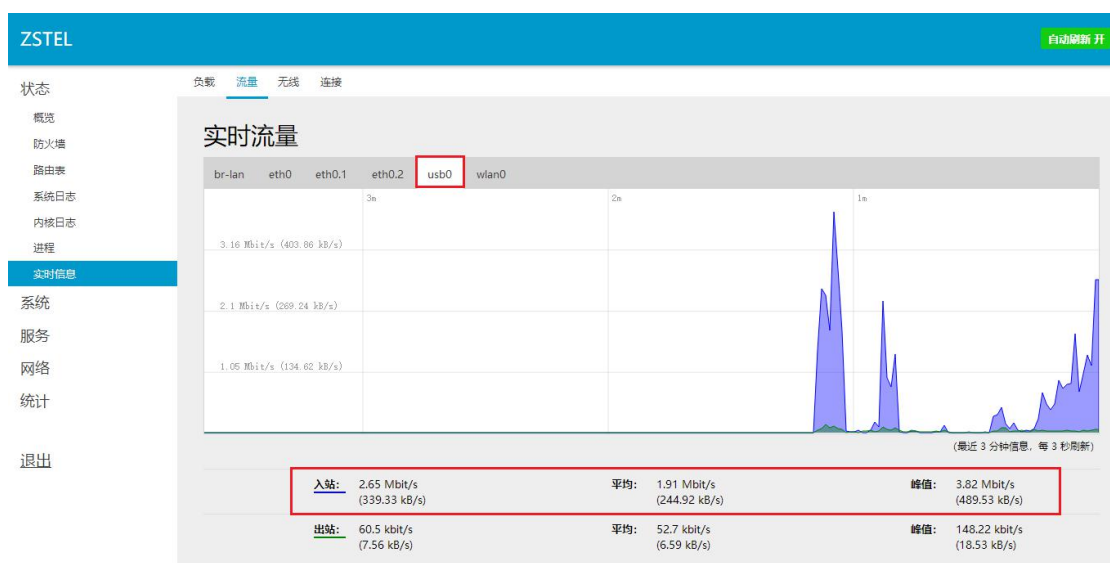 ZSTEL
自动刷新 开
状态
概览
防火墙
路由表
系统日志
内核日志
进程
实时信息
系统
服务
网络
统计
退出
负载 流量 无线 连接
实时流量
br-lan eth0 eth0.1 eth0.2 usb0 wlan0
3m 2m 1m
3.16 Mbit/s (403.86 kB/s)
2.1 Mbit/s (269.24 kB/s)
1.05 Mbit/s (134.62 kB/s)
(最近 3 分钟信息，每 3 秒刷新)
入站: 2.65 Mbit/s 平均: 1.91 Mbit/s 峰值: 3.82 Mbit/s
(339.33 kB/s) (244.92 kB/s) (489.53 kB/s)
出站: 60.5 kbit/s 平均: 52.7 kbit/s 峰值: 148.22 kbit/s
(7.56 kB/s) (6.59 kB/s) (18.53 kB/s)